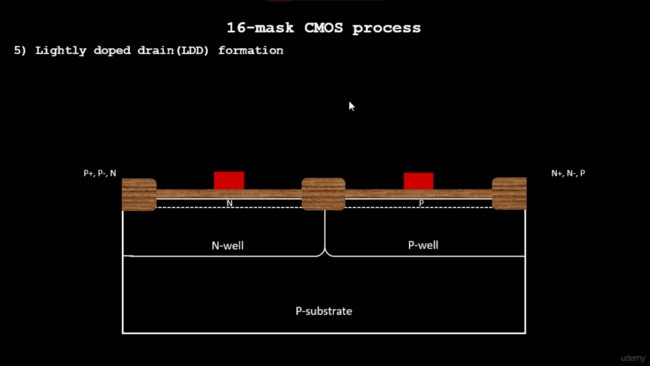 16-mask CMOS process
5) Lightly doped drain(LDD) formation
P+, P-, N
N+, N-, P
N
P
N-well
P-well
P-substrate
udemy